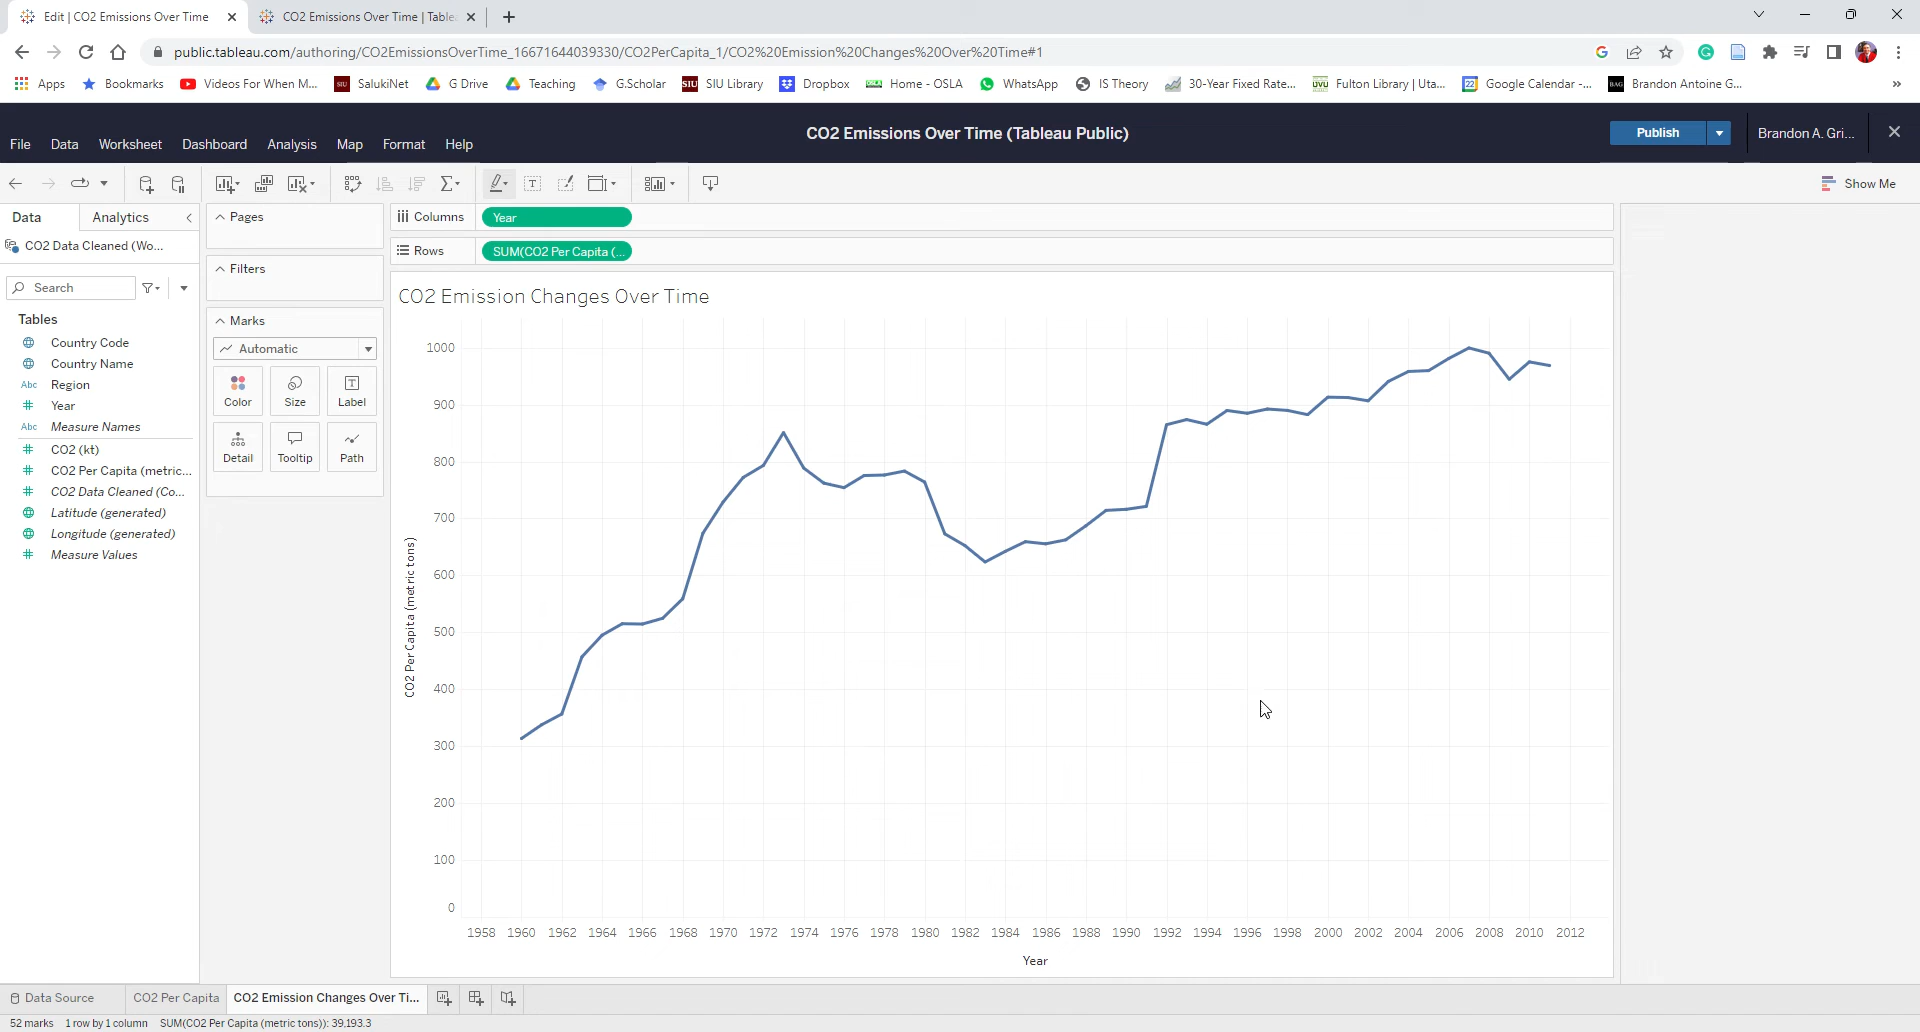 Edit | CO2 Emissions Over Time
CO2 Emissions Over Time | Table
public.tableau.com/authoring/CO2EmissionsOverTime_16671644039330/CO2PerCapita_1/CO2%20Emission%20Changes%20Over%20Time#1
Apps Bookmarks Videos For When M... SalukiNet G Drive Teaching G.Scholar SIU Library Dropbox Home - OSLA WhatsApp IS Theory 30-Year Fixed Rate... Fulton Library | Uta... Google Calendar -... Brandon Antoine G...
CO2 Emissions Over Time (Tableau Public)
Publish
Brandon A. Gri...
File Data Worksheet Dashboard Analysis Map Format Help
Show Me
Data Analytics
CO2 Data Cleaned (Wo...
Search
Tables
Country Code
Country Name
Abc Region
Year
Abc Measure Names
CO2 (kt)
CO2 Per Capita (metric...
CO2 Data Cleaned (Co...
Latitude (generated)
Longitude (generated)
Measure Values
Pages
Filters
Marks
Automatic
Color Size Label
Detail Tooltip Path
Columns Year
Rows SUM(CO2 Per Capita (...
CO2 Emission Changes Over Time
1000
900
800
700
600
500
400
300
200
100
0
CO2 Per Capita (metric tons)
1958 1960 1962 1964 1966 1968 1970 1972 1974 1976 1978 1980 1982 1984 1986 1988 1990 1992 1994 1996 1998 2000 2002 2004 2006 2008 2010 2012
Year
Data Source CO2 Per Capita CO2 Emission Changes Over Ti...
52 marks 1 row by 1 column SUM(CO2 Per Capita (metric tons)): 39,193.3